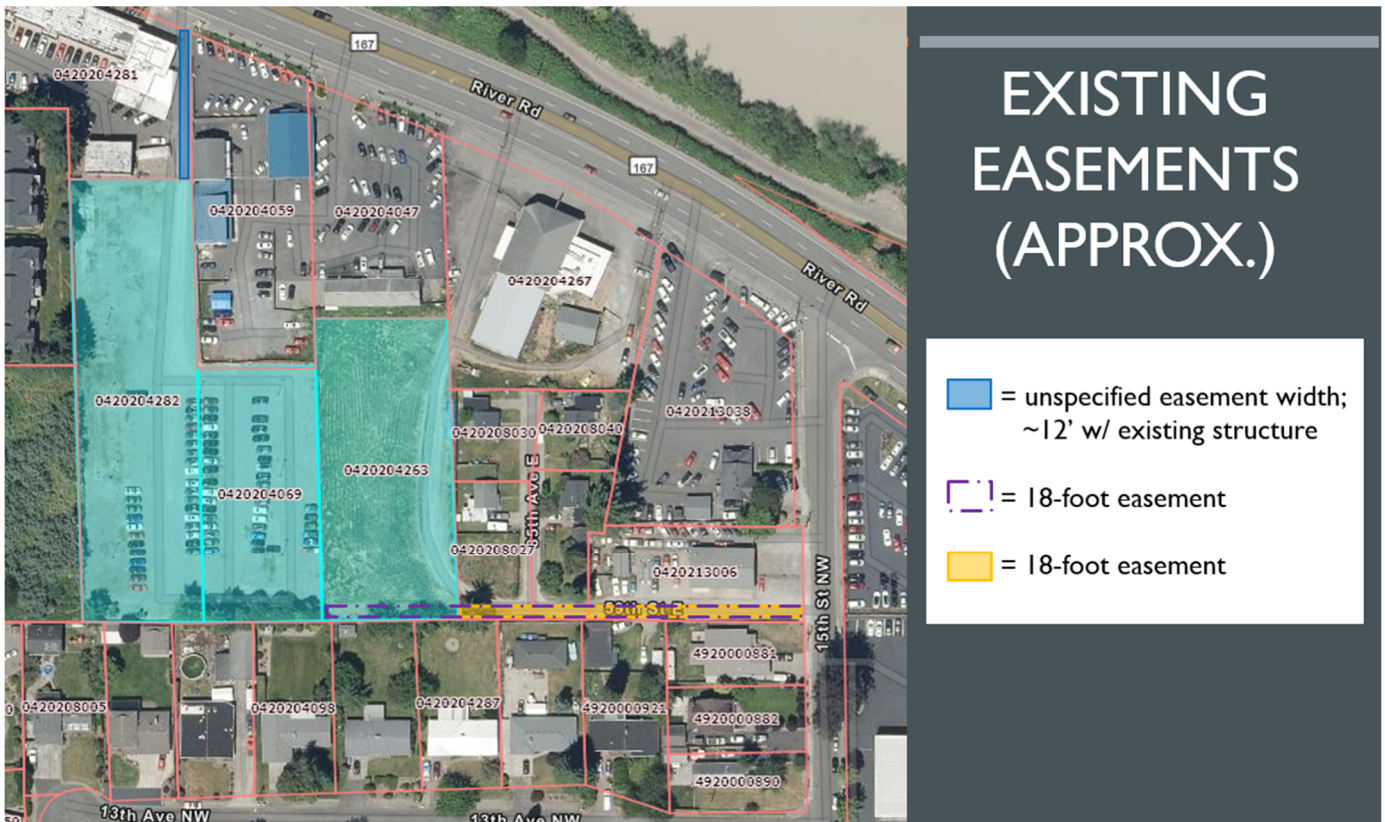 EXISTING
EASEMENTS
(APPROX.)
= unspecified easement width;
~12' w/ existing structure
= 18-foot easement
= 18-foot easement
167
0420204281
River Rd
167
0420204059
0420204047
0420204267
River Rd
0420204282
0420213038
0420208030
0420208040
0420204263
0420204069
0420208027
0420213006
59th St E
15th St NW
4920000881
0420208005
0420204098
0420204287
4920000921
4920000882
4920000890
13th Ave NW
13th Ave NW